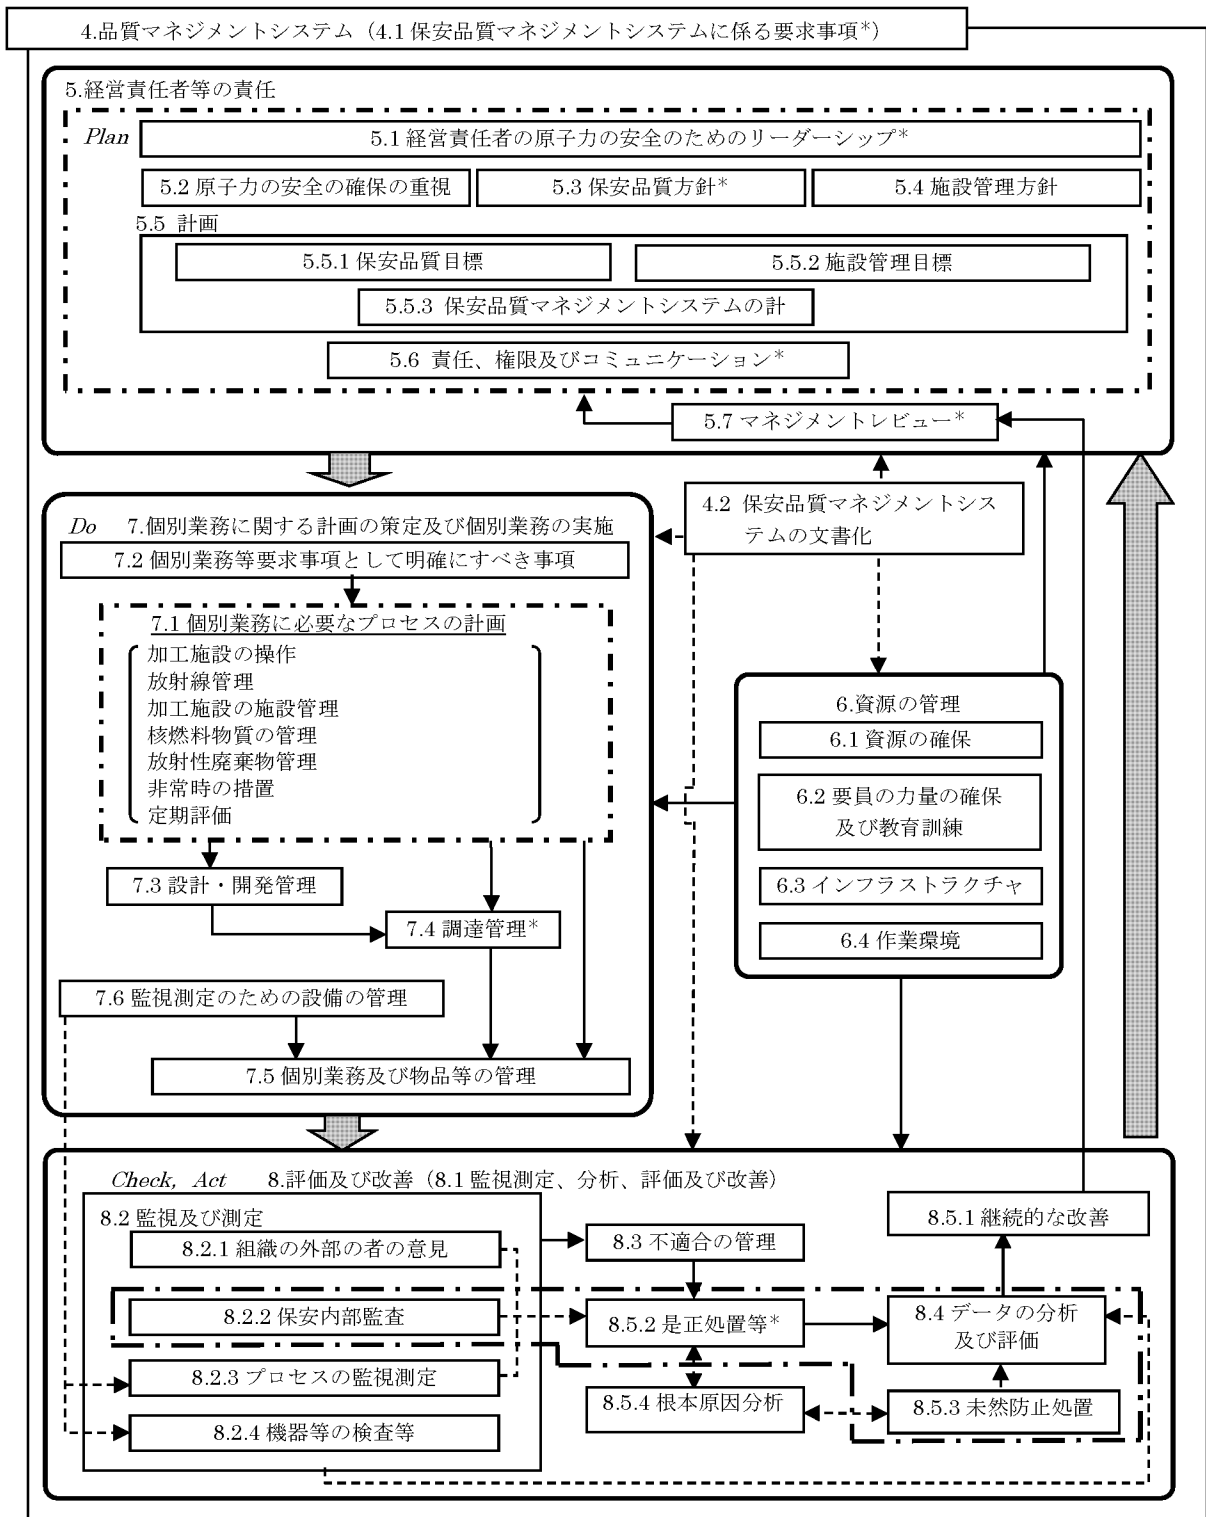 4.品質マネジメントシステム（4.1 保安品質マネジメントシステムに係る要求事項*）
5.経営責任者等の責任
Plan
5.1 経営責任者の原子力の安全のためのリーダーシップ*
5.2 原子力の安全の確保の重視
5.3 保安品質方針*
5.4 施設管理方針
5.5 計画
5.5.1 保安品質目標
5.5.2 施設管理目標
5.5.3 保安品質マネジメントシステムの計
5.6 責任、権限及びコミュニケーション*
5.7 マネジメントレビュー*
4.2 保安品質マネジメントシス
テムの文書化
Do 7.個別業務に関する計画の策定及び個別業務の実施
7.2 個別業務等要求事項として明確にすべき事項
7.1 個別業務に必要なプロセスの計画
加工施設の操作
放射線管理
加工施設の施設管理
核燃料物質の管理
放射性廃棄物管理
非常時の措置
定期評価
7.3 設計・開発管理
7.4 調達管理*
7.6 監視測定のための設備の管理
7.5 個別業務及び物品等の管理
6.資源の管理
6.1 資源の確保
6.2 要員の力量の確保
及び教育訓練
6.3 インフラストラクチャ
6.4 作業環境
Check, Act 8.評価及び改善（8.1 監視測定、分析、評価及び改善）
8.2 監視及び測定
8.2.1 組織の外部の者の意見
8.2.2 保安内部監査
8.2.3 プロセスの監視測定
8.2.4 機器等の検査等
8.3 不適合の管理
8.5.2 是正処置等*
8.5.4 根本原因分析
8.5.1 継続的な改善
8.4 データの分析
及び評価
8.5.3 未然防止処置